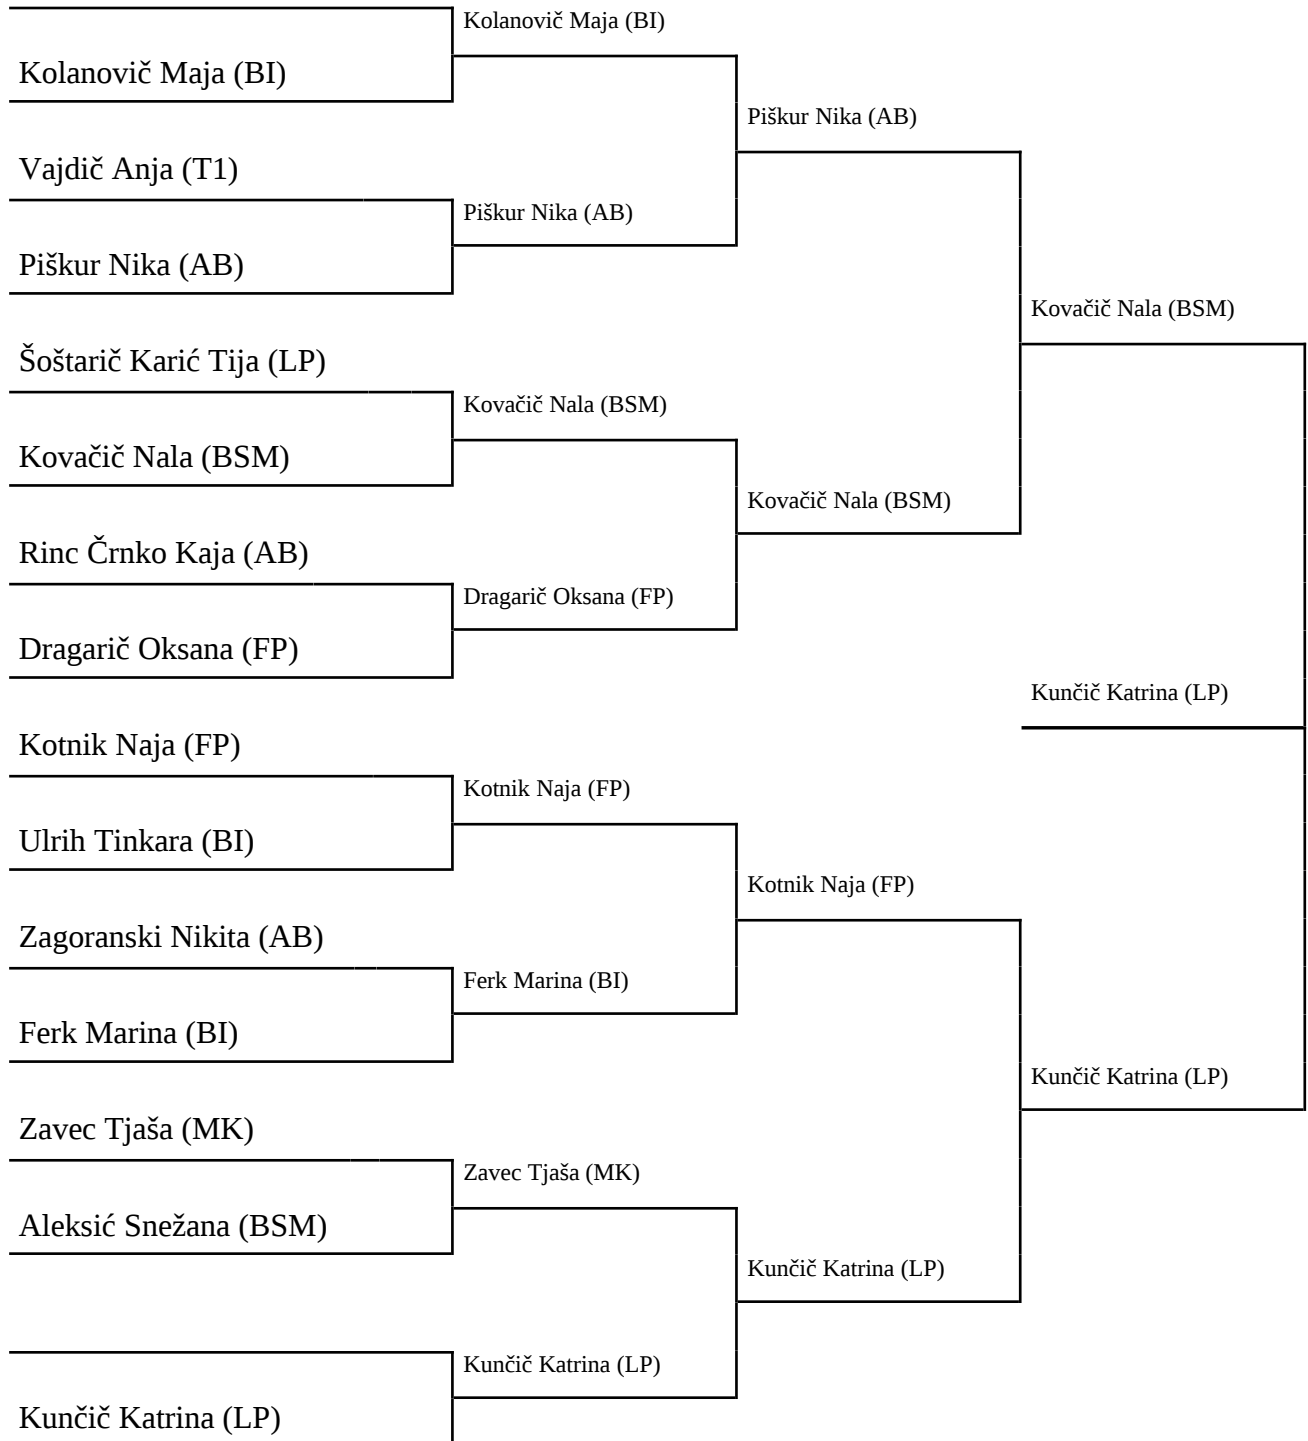 Kolanovič Maja (BI)
Kolanovič Maja (BI)
Piškur Nika (AB)
Vajdič Anja (T1)
Piškur Nika (AB)
Piškur Nika (AB)
Kovačič Nala (BSM)
Šoštarič Karić Tija (LP)
Kovačič Nala (BSM)
Kovačič Nala (BSM)
Kovačič Nala (BSM)
Rinc Črnko Kaja (AB)
Dragarič Oksana (FP)
Dragarič Oksana (FP)
Kunčič Katrina (LP)
Kotnik Naja (FP)
Kotnik Naja (FP)
Ulrih Tinkara (BI)
Kotnik Naja (FP)
Zagoranski Nikita (AB)
Ferk Marina (BI)
Ferk Marina (BI)
Kunčič Katrina (LP)
Zavec Tjaša (MK)
Zavec Tjaša (MK)
Aleksić Snežana (BSM)
Kunčič Katrina (LP)
Kunčič Katrina (LP)
Kunčič Katrina (LP)